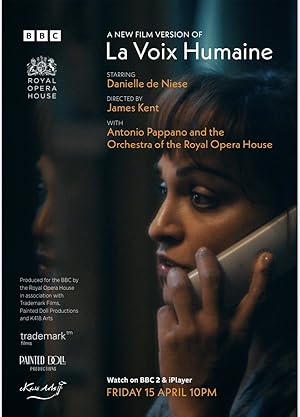 BBC
A NEW FILM VERSION OF
La Voix Humaine
ROYAL
OPERA
HOUSE
STARRING
Danielle de Niese
DIRECTED BY
James Kent
WITH
Antonio Pappano and the
Orchestra of the Royal Opera House
Produced for the BBC by
the Royal Opera House
in association with
Trademark Films,
Painted Doll Productions
and K418 Arts
trademark™
films
PAINTED DOLL
PRODUCTIONS
Watch on BBC 2 & iPlayer
FRIDAY 15 APRIL 10PM